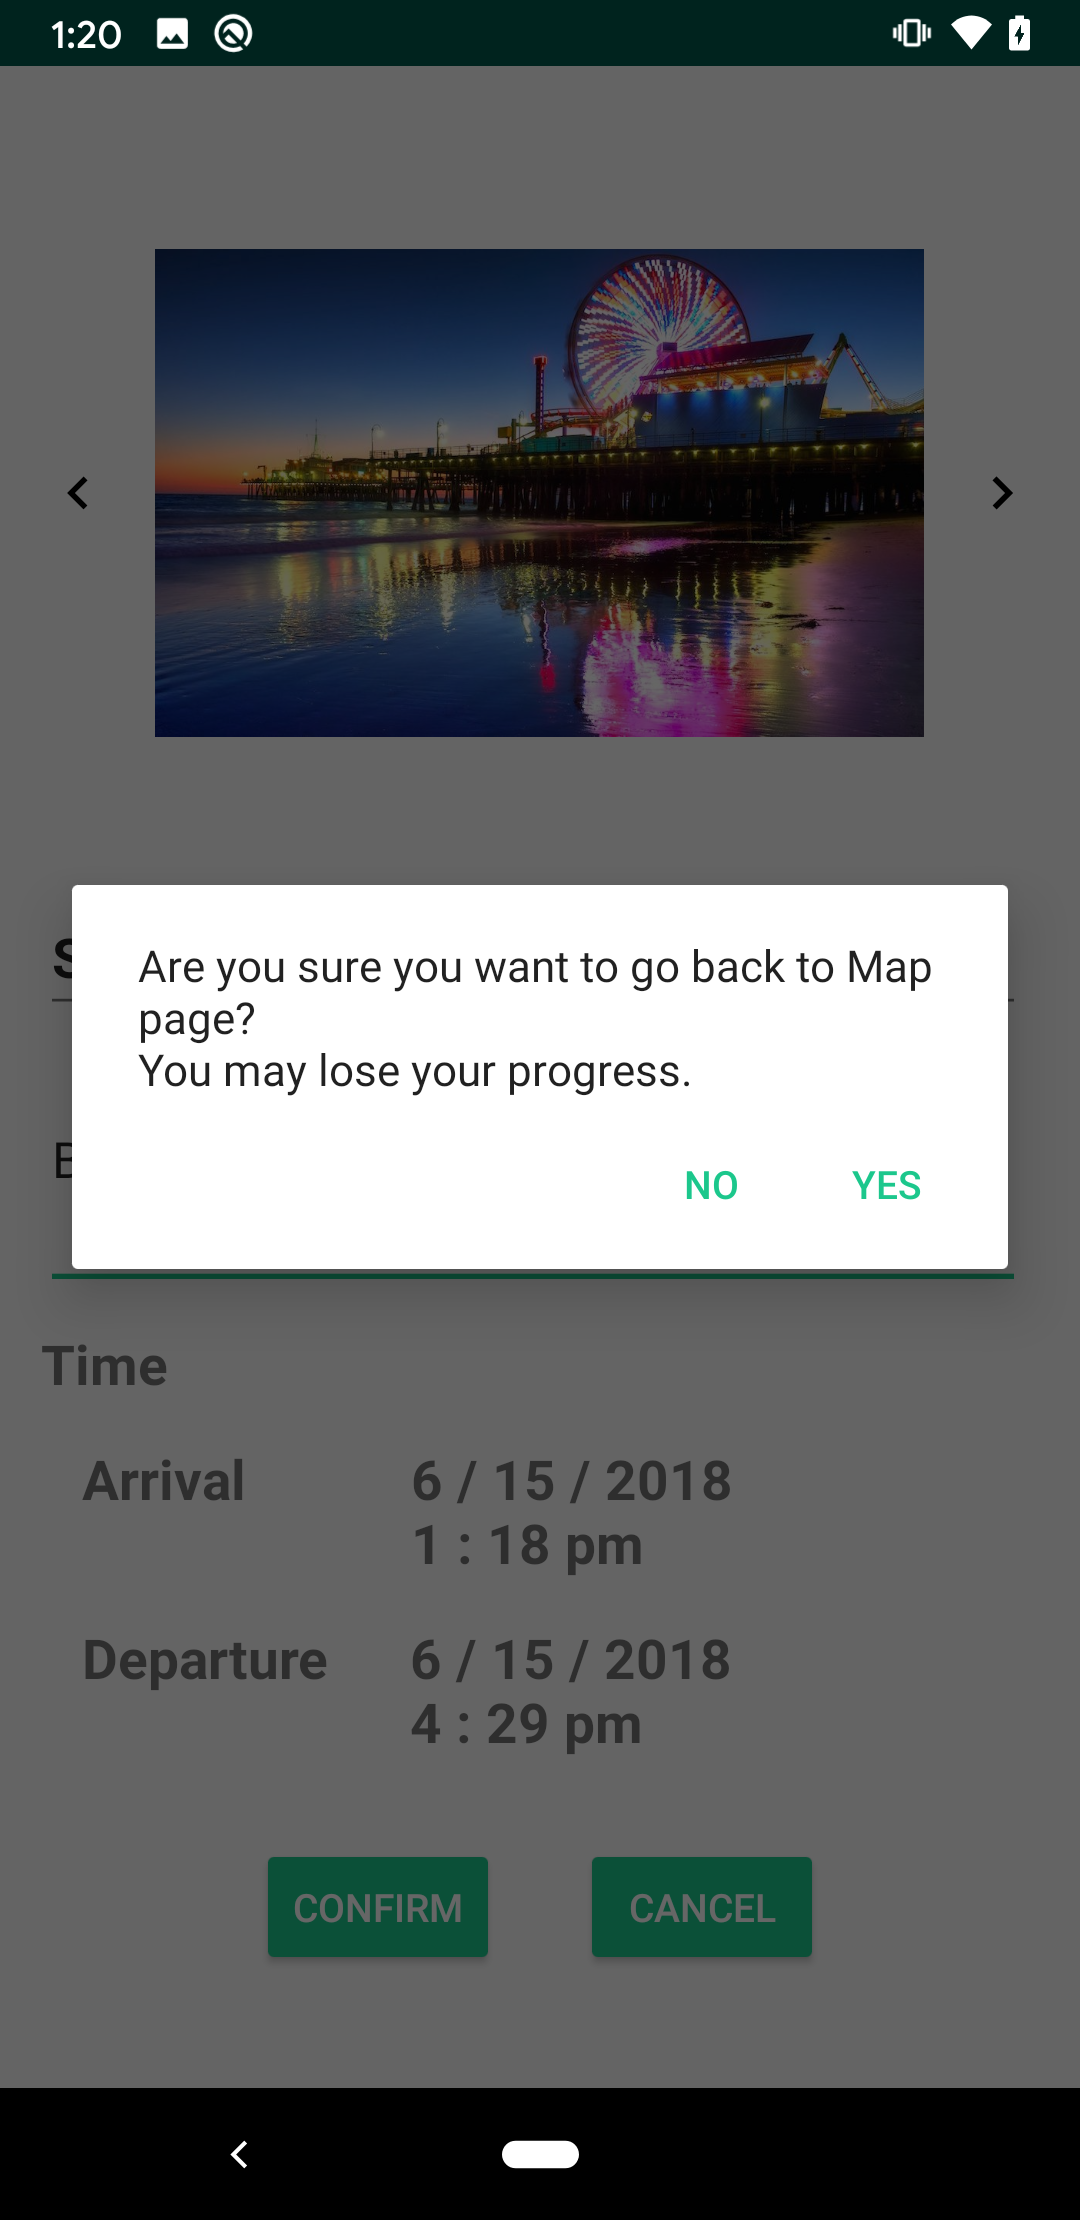 1:20
Are you sure you want to go back to Map
page?
You may lose your progress.
NO YES
Time
Arrival 6 / 15 / 2018
1 : 18 pm
Departure 6 / 15 / 2018
4 : 29 pm
CONFIRM CANCEL